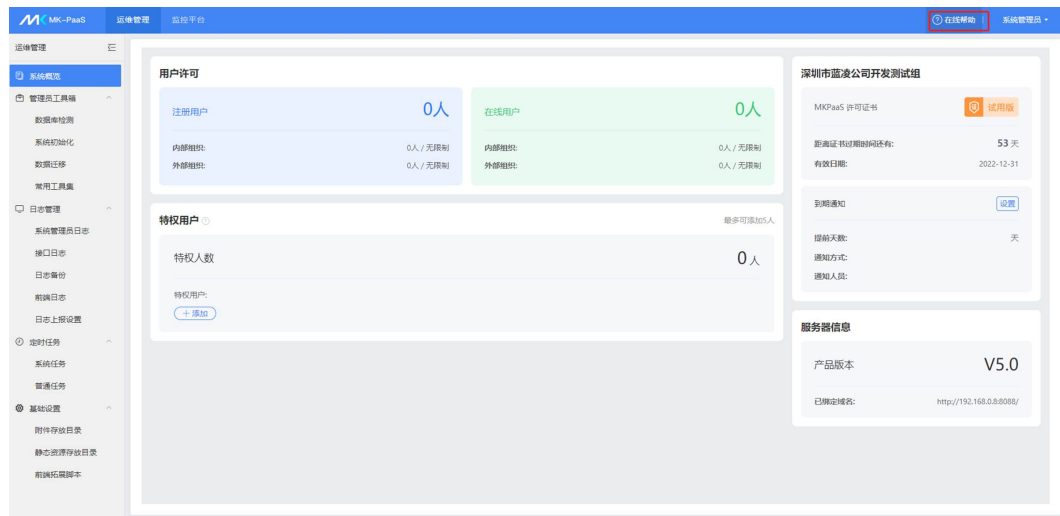 MK-PaaS
运维管理
监控平台
在线帮助
系统管理员
运维管理
系统概览
管理员工具箱
数据库检测
系统初始化
数据迁移
常用工具集
日志管理
系统管理员日志
接口日志
日志备份
前端日志
日志上报设置
定时任务
系统任务
普通任务
基础设置
附件存放目录
静态资源存放目录
前端拓展脚本
用户许可
注册用户 0人
内部组织: 0人 / 无限制
外部组织: 0人 / 无限制
在线用户 0人
内部组织: 0人 / 无限制
外部组织: 0人 / 无限制
特权用户 最多可添加5人
特权人数 0人
特权用户:
+ 添加
深圳市蓝凌公司开发测试组
MKPaaS 许可证书 试用版
距离证书过期时间还有: 53 天
有效日期: 2022-12-31
到期通知 设置
提前天数: 天
通知方式:
通知人员:
服务器信息
产品版本 V5.0
已绑定域名: http://192.168.0.8:8088/